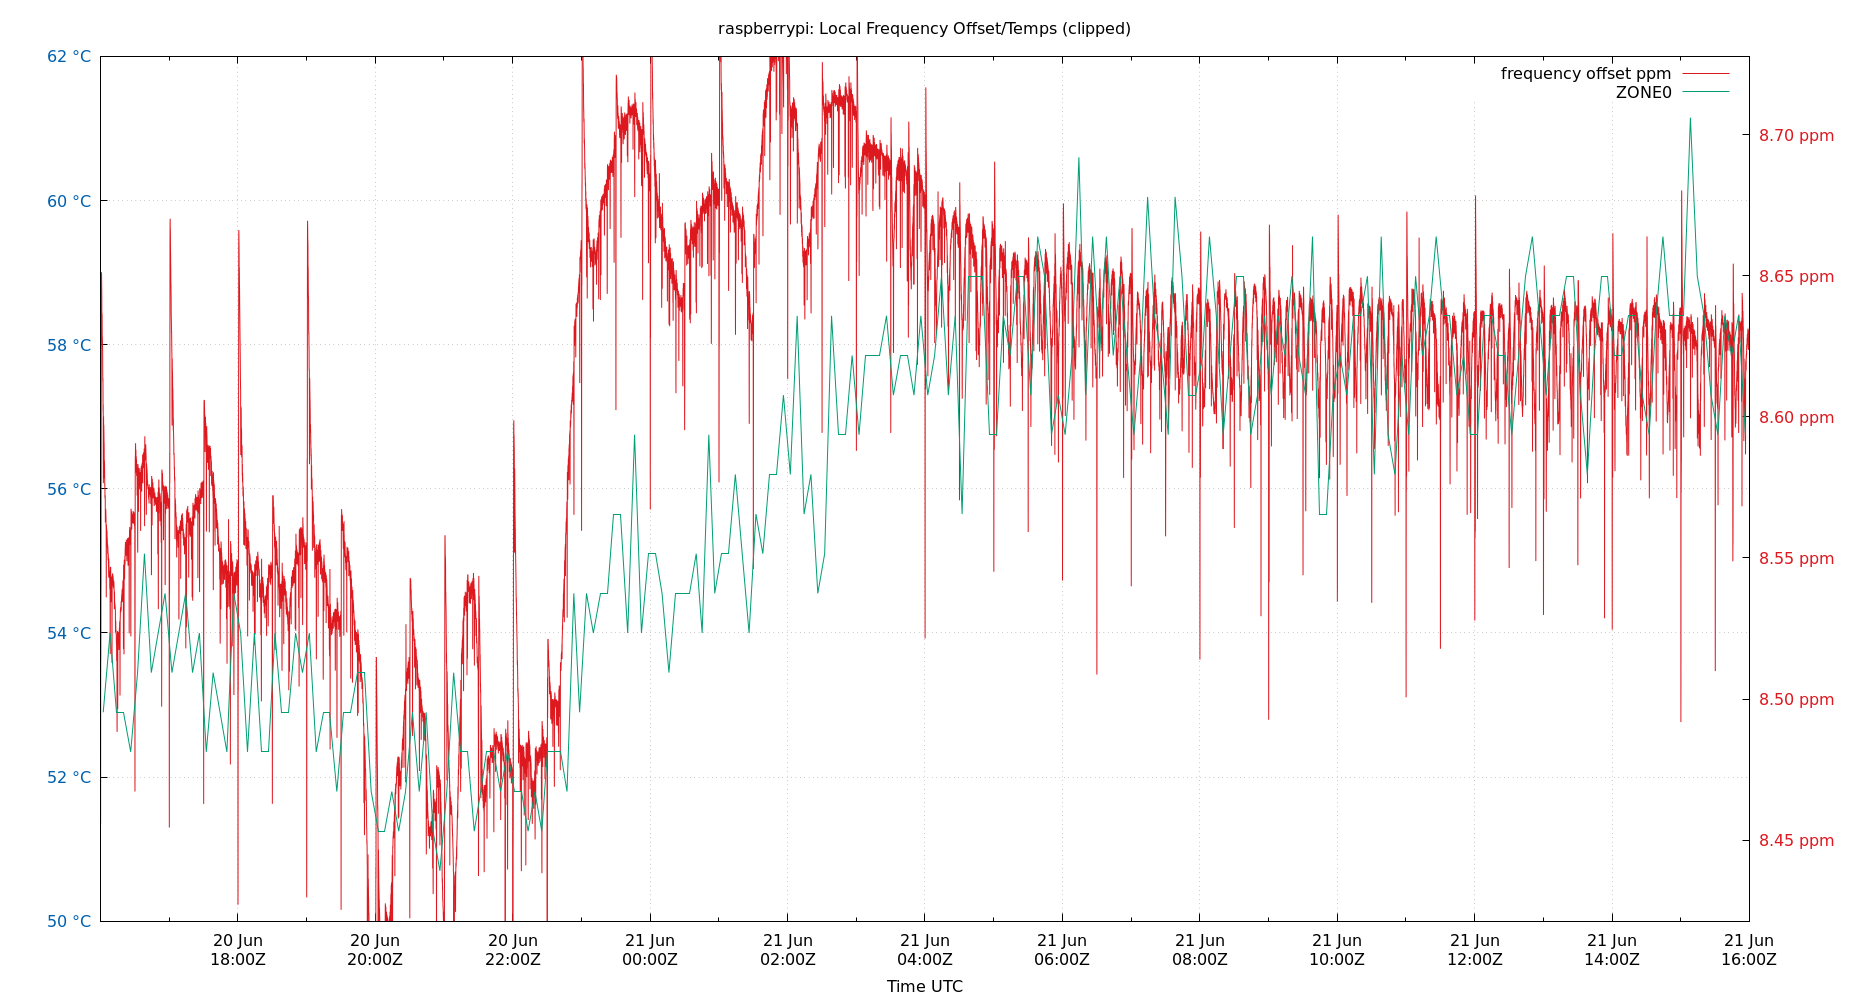 raspberrypi: Local Frequency Offset/Temps (clipped)
62 °C
60 °C
58 °C
56 °C
54 °C
52 °C
50 °C
frequency offset ppm
ZONE0
8.70 ppm
8.65 ppm
8.60 ppm
8.55 ppm
8.50 ppm
8.45 ppm
20 Jun
18:00Z
20 Jun
20:00Z
20 Jun
22:00Z
21 Jun
00:00Z
21 Jun
02:00Z
21 Jun
04:00Z
21 Jun
06:00Z
21 Jun
08:00Z
21 Jun
10:00Z
21 Jun
12:00Z
21 Jun
14:00Z
21 Jun
16:00Z
Time UTC